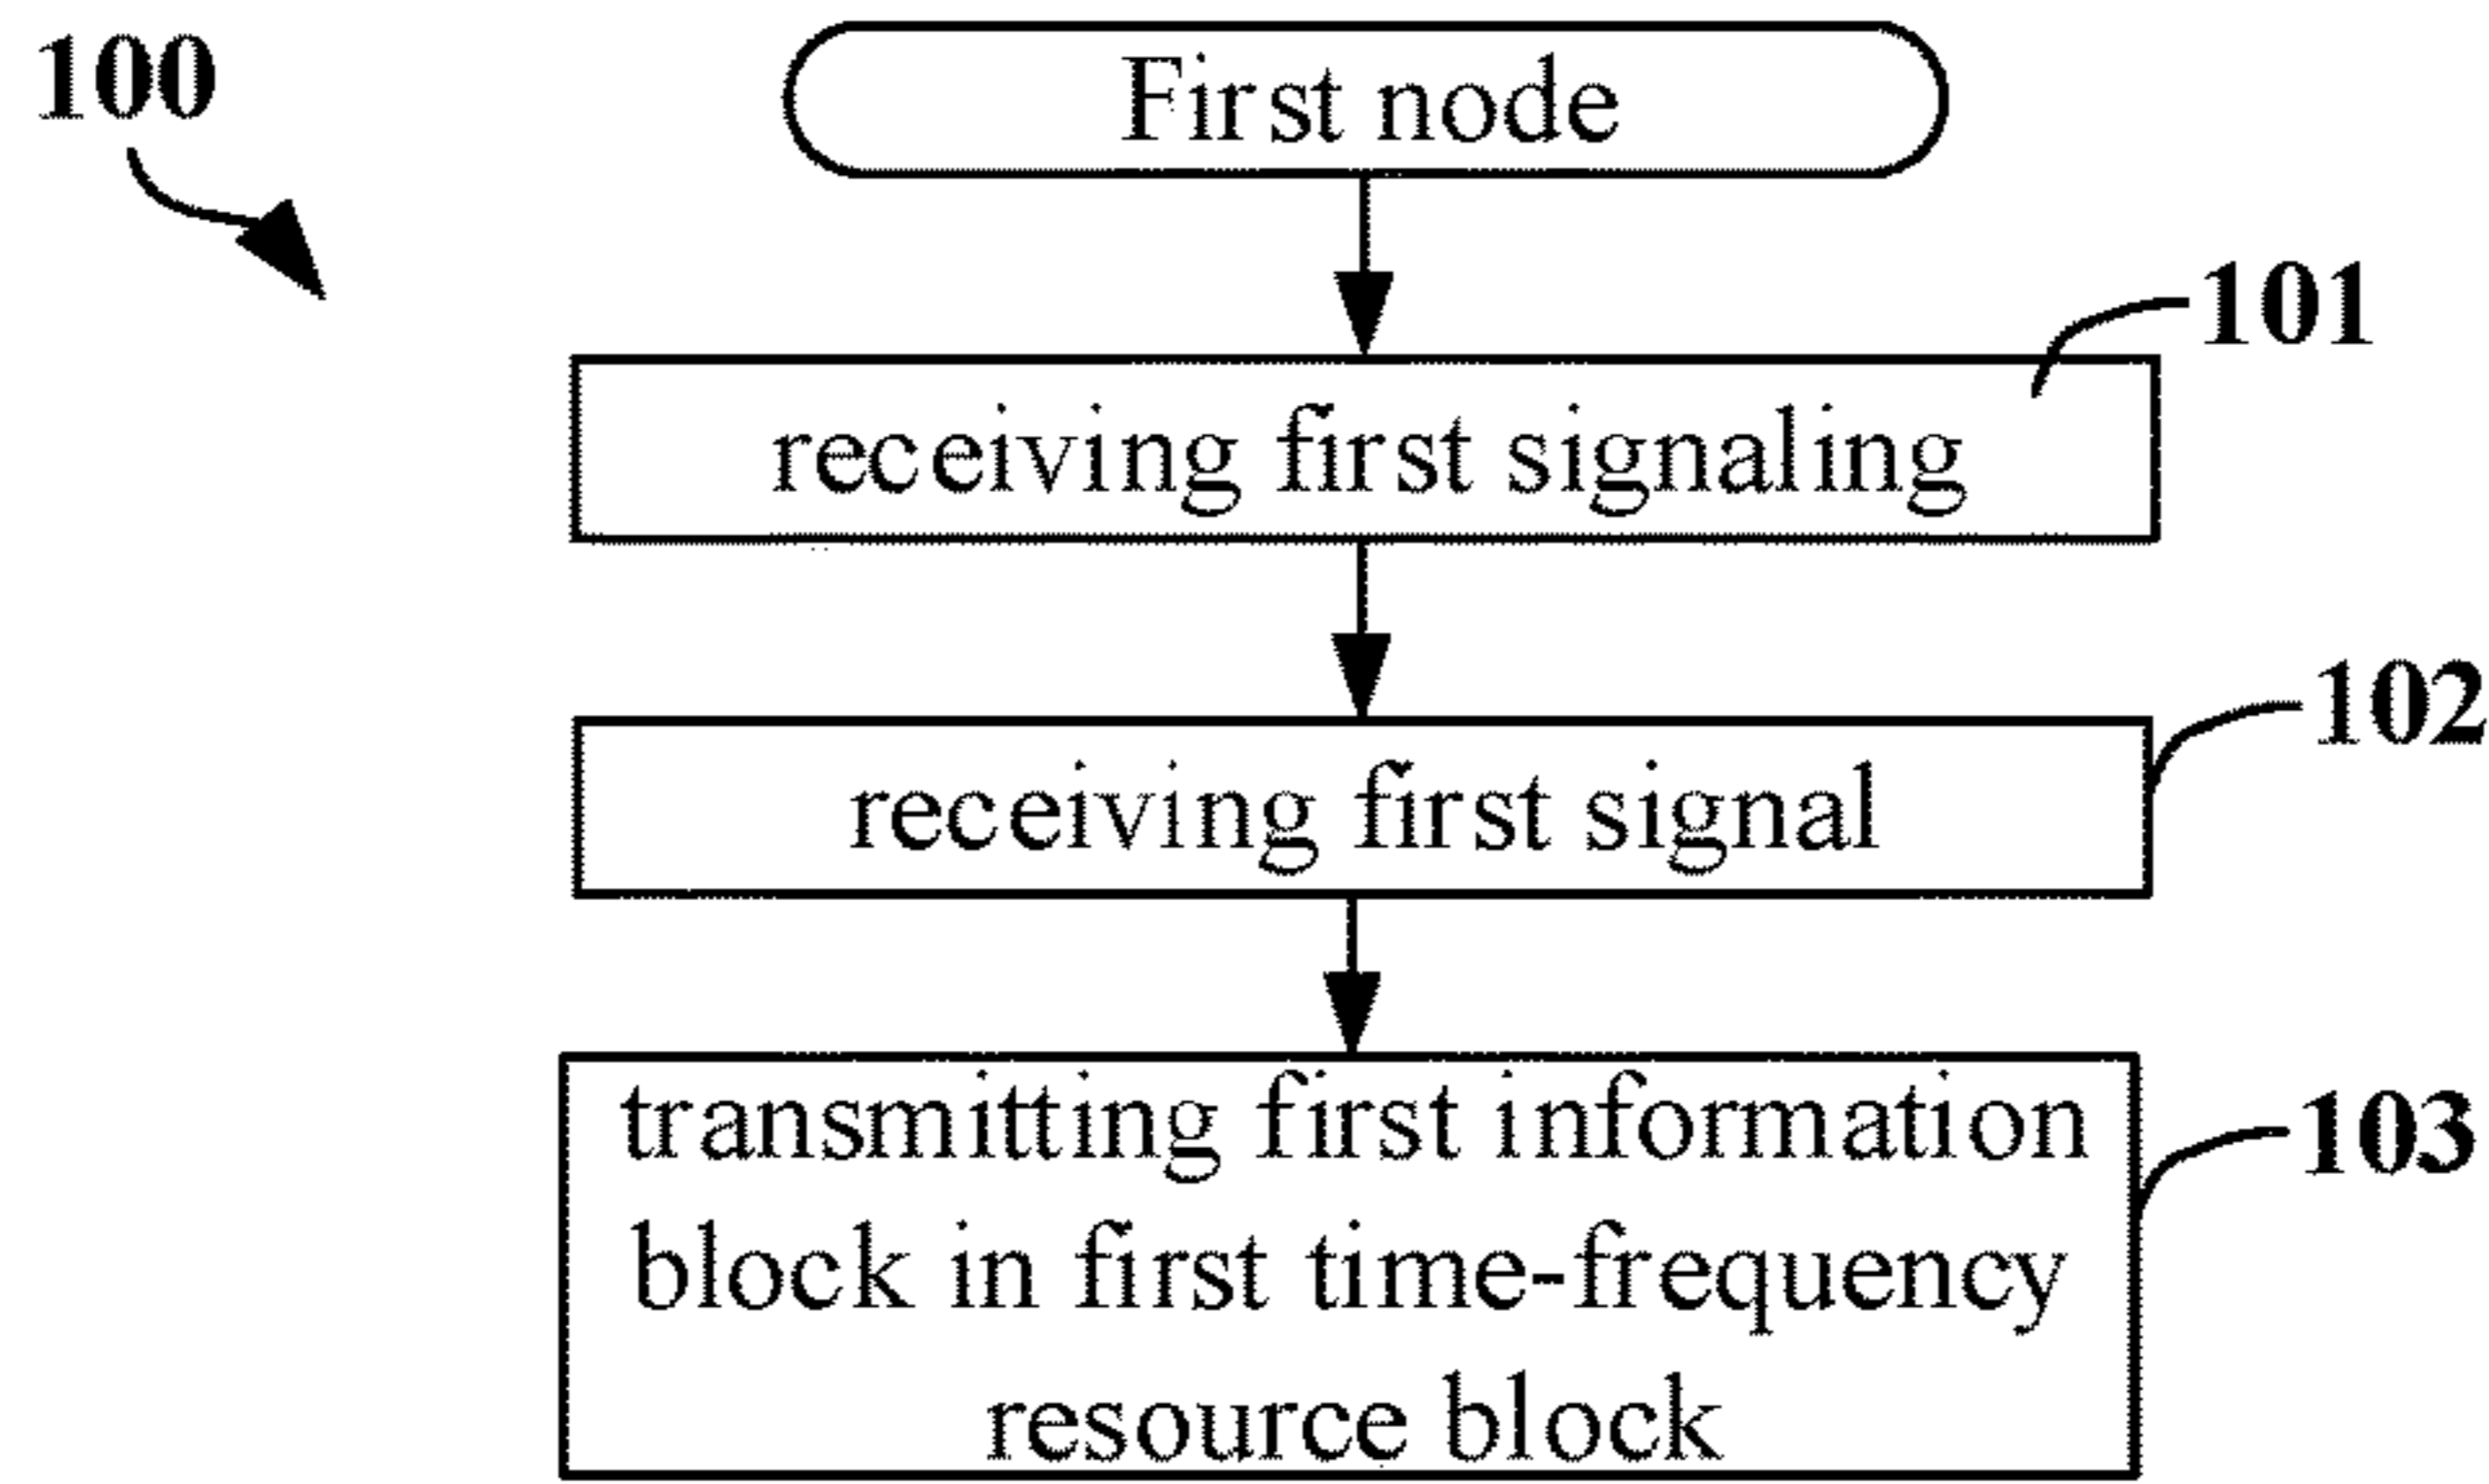 100
First node
101
receiving first signaling
102
receiving first signal
103
transmitting first information
block in first time-frequency
resource block